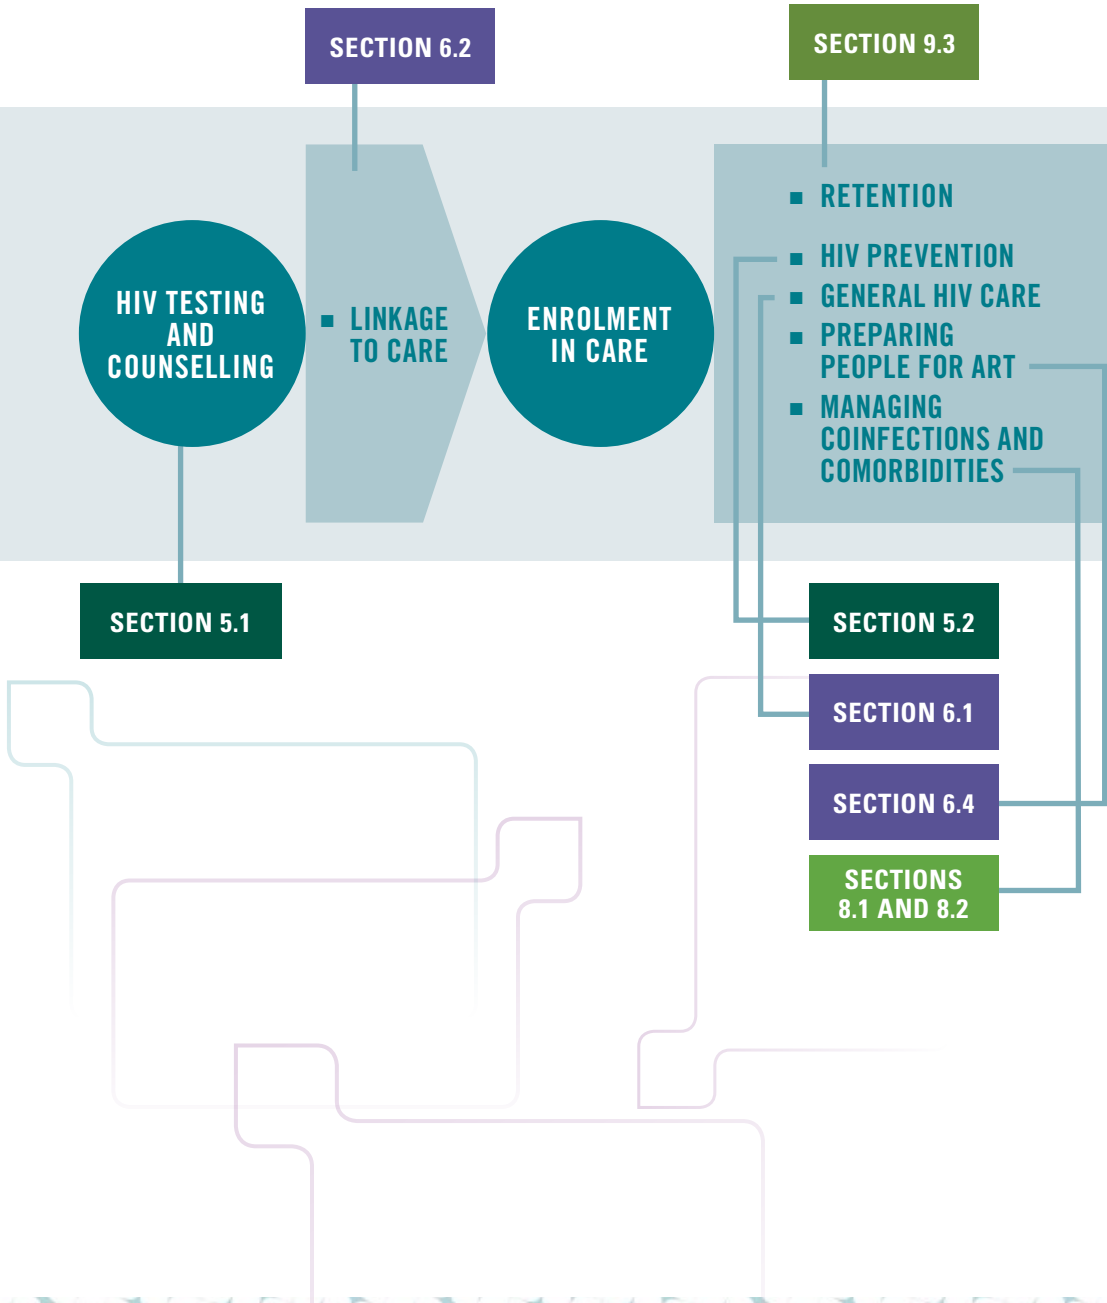 SECTION 6.2
SECTION 9.3
HIV TESTING
AND
COUNSELLING
■ LINKAGE
TO CARE
ENROLMENT
IN CARE
■ RETENTION
■ HIV PREVENTION
■ GENERAL HIV CARE
■ PREPARING
PEOPLE FOR ART
■ MANAGING
COINFECTIONS AND
COMORBIDITIES
SECTION 5.1
SECTION 5.2
SECTION 6.1
SECTION 6.4
SECTIONS
8.1 AND 8.2